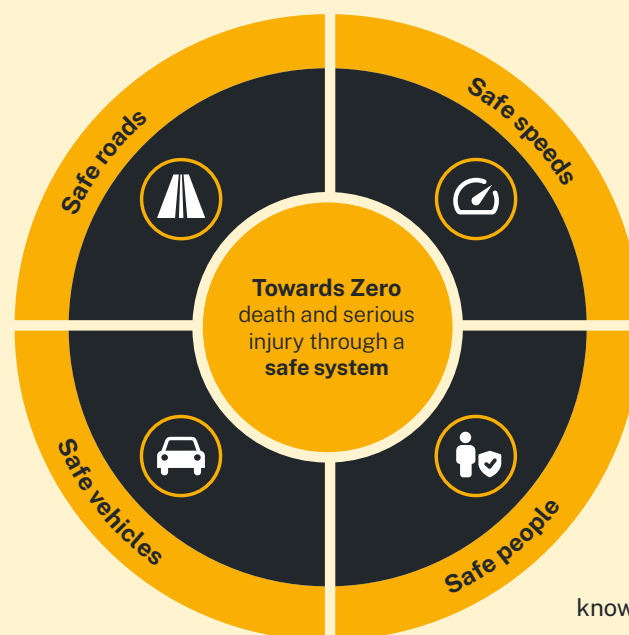 Safe roads
Safe speeds
Towards Zero
death and serious
injury through a
safe system
Safe vehicles
Safe people
know